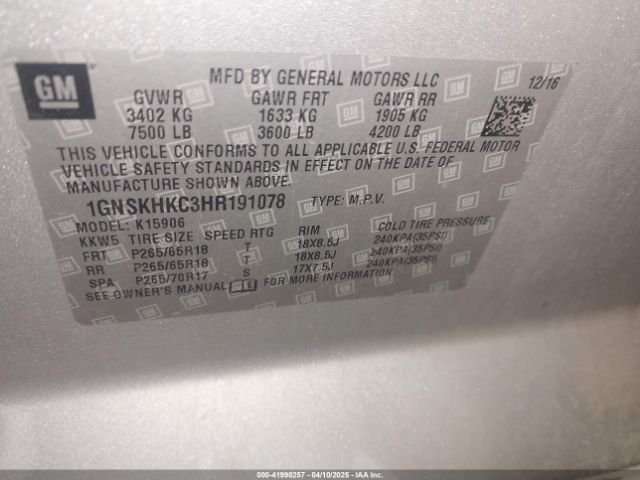 GM
MFD BY GENERAL MOTORS LLC
12/16
GVWR GAWR FRT GAWR RR
3402 KG 1633 KG 1905 KG
7500 LB 3600 LB 4200 LB
THIS VEHICLE CONFORMS TO ALL APPLICABLE U.S. FEDERAL MOTOR
VEHICLE SAFETY STANDARDS IN EFFECT ON THE DATE OF
MANUFACTURE SHOWN ABOVE.
1GNSKHKC3HR191078 TYPE: M.P.V.
MODEL: K15906
KKW5 TIRE SIZE SPEED RTG RIM COLD TIRE PRESSURE
FRT P265/65R18 T 18X8.5J 240KPA(35PSI)
RR P265/65R18 T 18X8.5J 240KPA(35PSI)
SPA P265/70R17 S 17X7.5J 240KPA(35PSI)
SEE OWNER'S MANUAL FOR MORE INFORMATION.
000-41998257 - 04/10/2025 - IAAI.COM